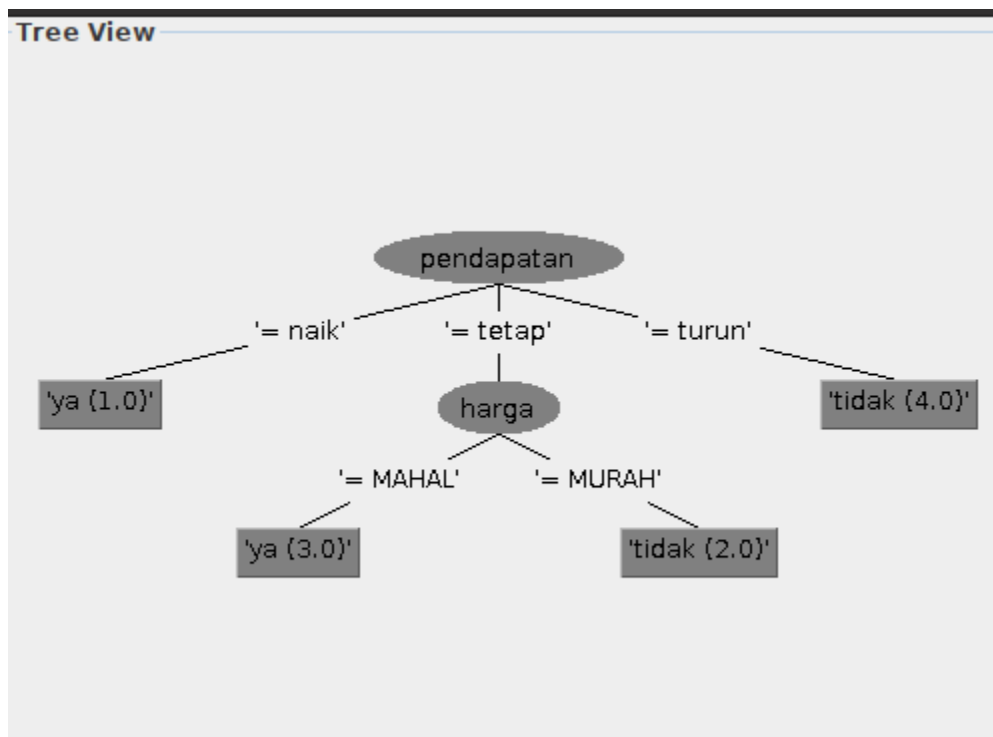 Tree View
pendapatan
'= naik' '= tetap' '= turun'
'ya (1.0)' harga 'tidak (4.0)'
'= MAHAL' '= MURAH'
'ya (3.0)' 'tidak (2.0)'